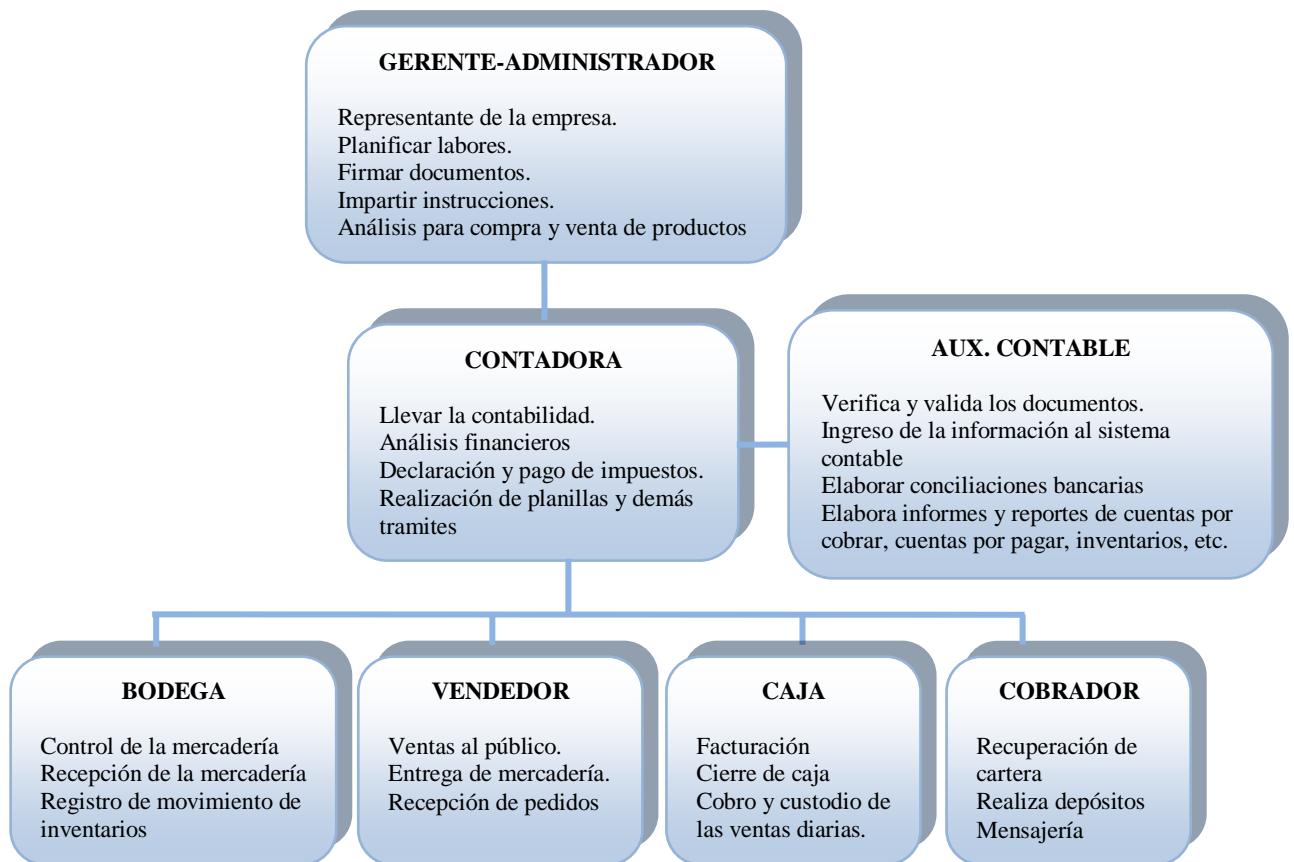 GERENTE-ADMINISTRADOR
Representante de la empresa.
Planificar labores.
Firmar documentos.
Impartir instrucciones.
Análisis para compra y venta de productos
CONTADORA
Llevar la contabilidad.
Análisis financieros
Declaración y pago de impuestos.
Realización de planillas y demás
tramites
AUX. CONTABLE
Verifica y valida los documentos.
Ingreso de la información al sistema
contable
Elaborar conciliaciones bancarias
Elabora informes y reportes de cuentas por
cobrar, cuentas por pagar, inventarios, etc.
BODEGA
Control de la mercadería
Recepción de la mercadería
Registro de movimiento de
inventarios
VENDEDOR
Ventas al público.
Entrega de mercadería.
Recepción de pedidos
CAJA
Facturación
Cierre de caja
Cobro y custodio de
las ventas diarias.
COBRADOR
Recuperación de
cartera
Realiza depósitos
Mensajería